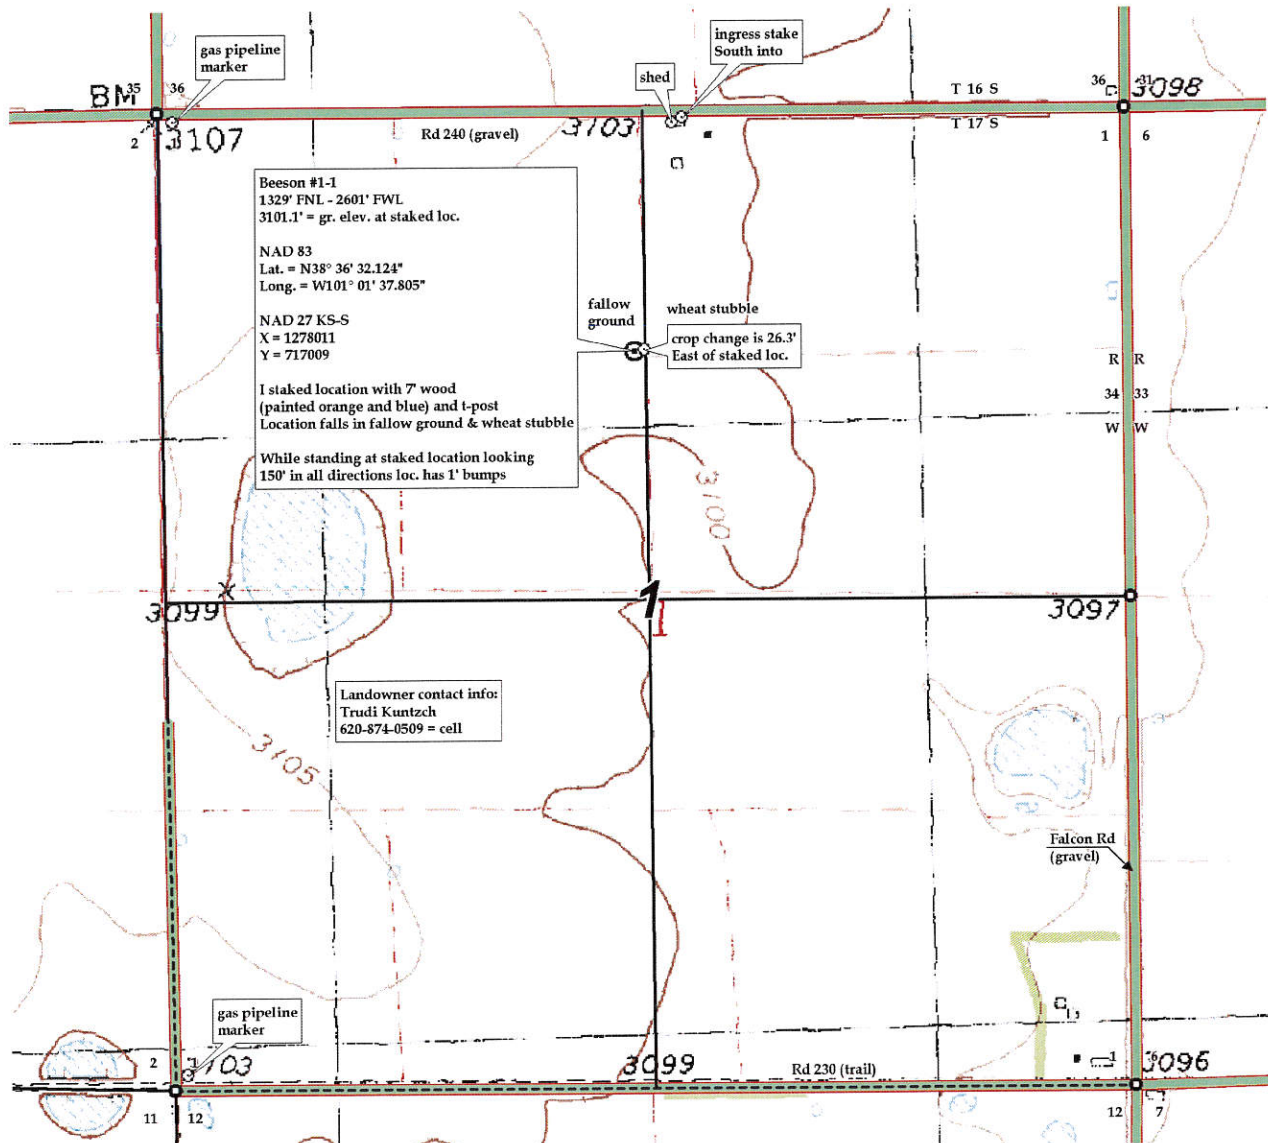 gas pipeline
marker
ingress stake
South into
shed
BM
35
36
T 16 S
36
31
3098
2
1
3107
Rd 240 (gravel)
3103
T 17 S
1
6
Beeson #1-1
1329' FNL - 2601' FWL
3101.1' = gr. elev. at staked loc.
NAD 83
Lat. = N38° 36' 32.124"
Long. = W101° 01' 37.805"
NAD 27 KS-S
X = 1278011
Y = 717009
I staked location with 7' wood
(painted orange and blue) and t-post
Location falls in fallow ground & wheat stubble
While standing at staked location looking
150' in all directions loc. has 1' bumps
fallow
ground
wheat stubble
crop change is 26.3'
East of staked loc.
R
R
34
33
W
W
3100
X
3099
1
1
3097
Landowner contact info:
Trudi Kuntzch
620-874-0509 = cell
3105
Falcon Rd
(gravel)
gas pipeline
marker
2
1
3103
3099
Rd 230 (trail)
1
6
3096
11
12
12
7